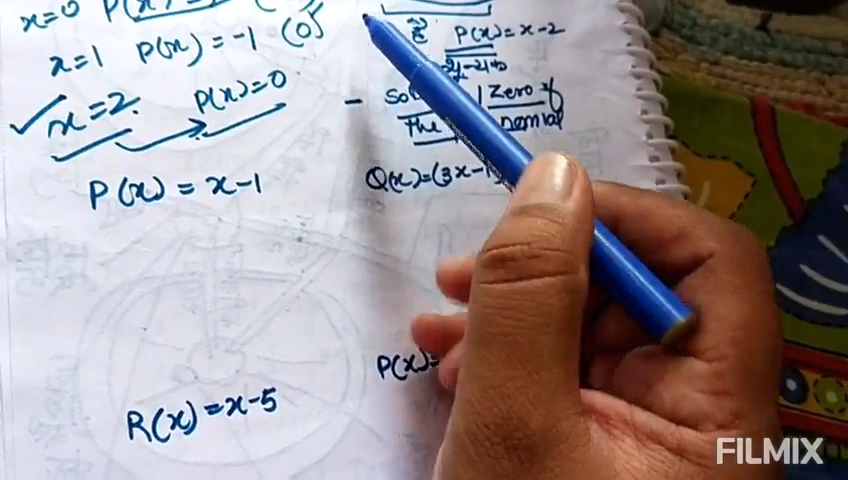 x=0 P(x)
x=1 P(x) = -1 (0)
x=2. P(x)=0
P(x) = x-1
R(x) = x-5
P(x) = x-2
Zero of
the
Q(x)=(3x-1
P(x)=
FILMIX